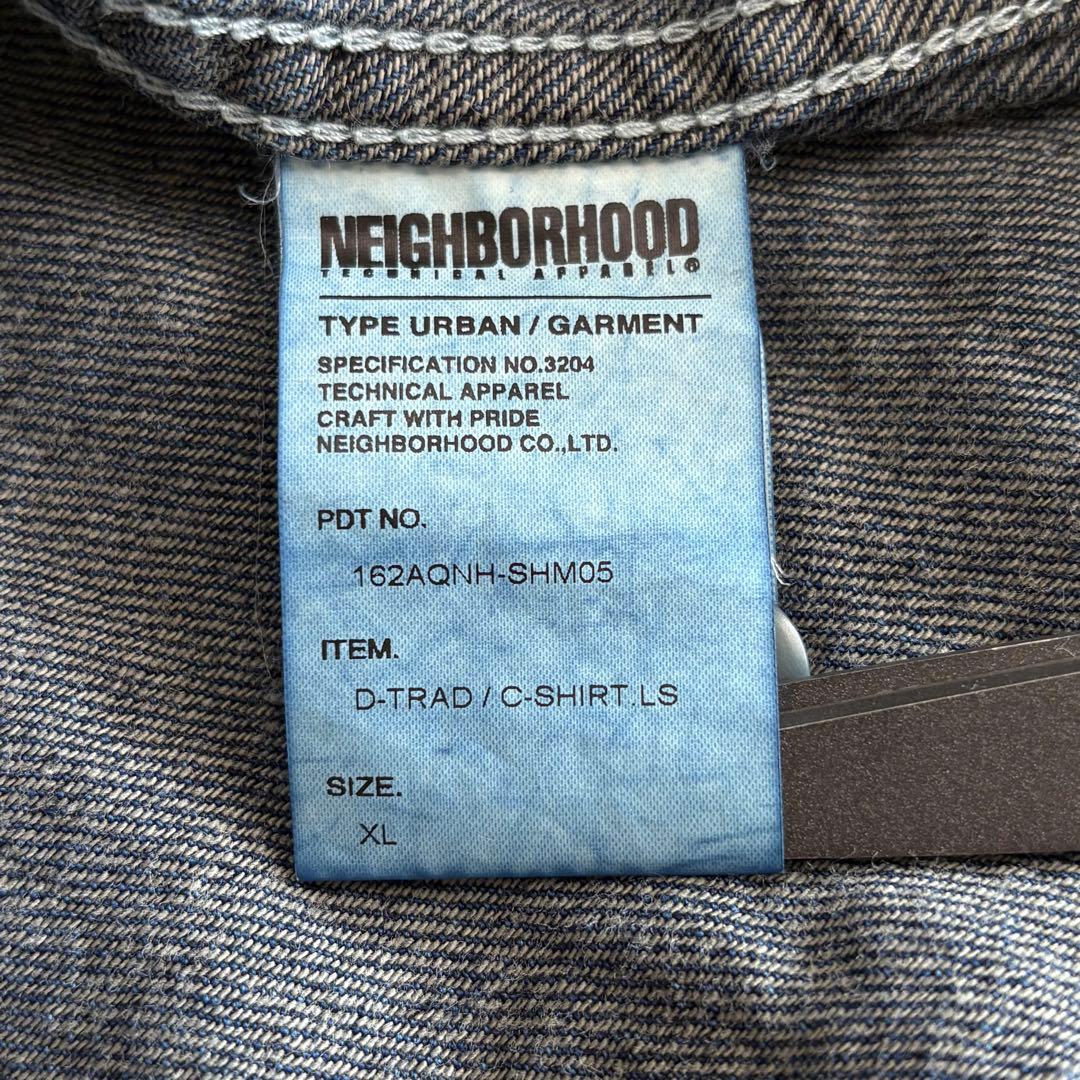 NEIGHBORHOOD
TECHNICAL APPAREL®
TYPE URBAN / GARMENT
SPECIFICATION NO.3204
TECHNICAL APPAREL
CRAFT WITH PRIDE
NEIGHBORHOOD CO.,LTD.
PDT NO.
162AQNH-SHM05
ITEM.
D-TRAD / C-SHIRT.LS
SIZE.
XL